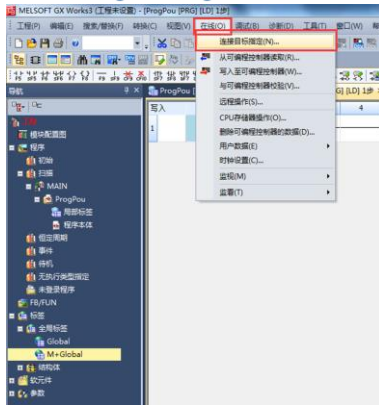 MELSOFT GX Works3 (工程未设置) - [ProgPou [PRG] [LD] 1步]
工程(P) 编辑(E) 搜索/替换(F) 转换(C) 视图(V) 在线(O) 调试(B) 诊断(D) 工具(T) 窗口(W)
导航
ProgPou
[LD] 1步
连接目标指定(N)...
从可编程控制器读取(R)...
写入至可编程控制器(W)...
与可编程控制器校验(V)...
远程操作(S)...
CPU存储器操作(O)...
删除可编程控制器的数据(D)...
用户数据(E)
时钟设置(C)...
监视(M)
监看(T)
写入
4
1
模块配置图
程序
初始
扫描
MAIN
ProgPou
局部标签
程序本体
恒定周期
事件
待机
无执行类型指定
未登录程序
FB/FUN
标签
全局标签
Global
M+Global
结构体
软元件
参数